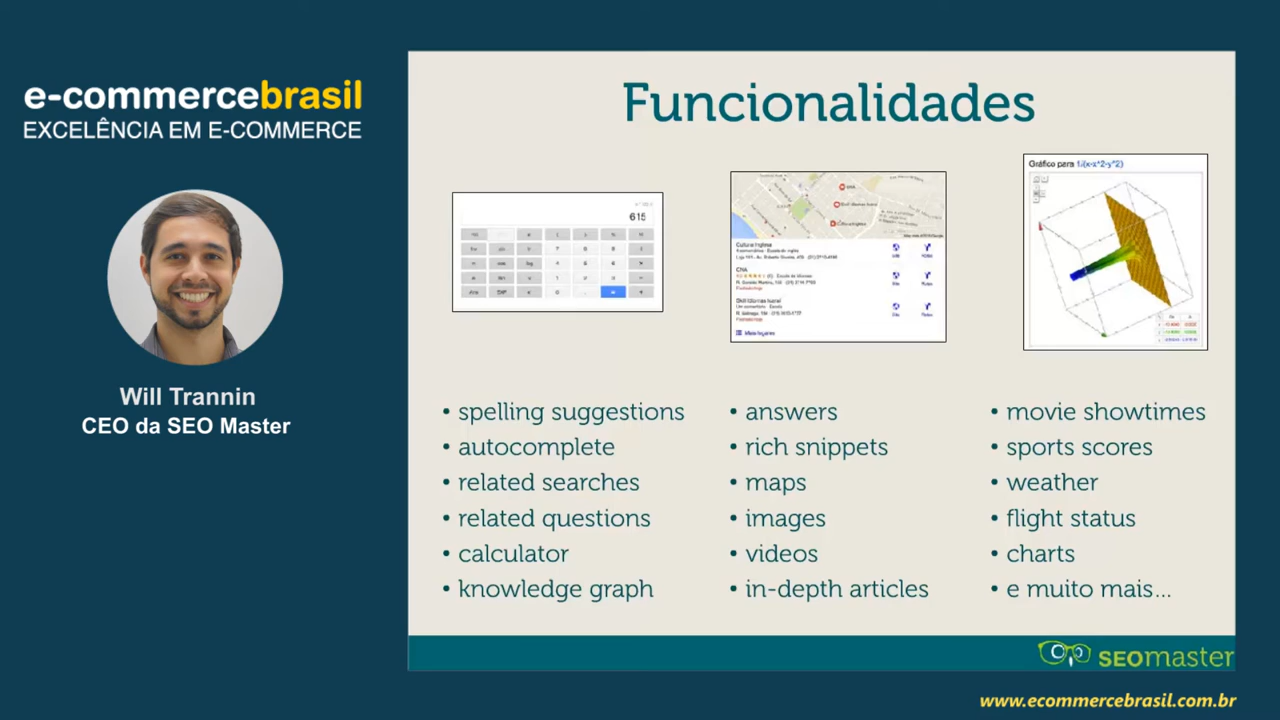 e-commercebrasil
EXCELÊNCIA EM E-COMMERCE
Will Trannin
CEO da SEO Master
Funcionalidades
615
Gráfico para
Mais lugares
• spelling suggestions
• autocomplete
• related searches
• related questions
• calculator
• knowledge graph
• answers
• rich snippets
• maps
• images
• videos
• in-depth articles
• movie showtimes
• sports scores
• weather
• flight status
• charts
• e muito mais...
SEOmaster
www.ecommercebrasil.com.br